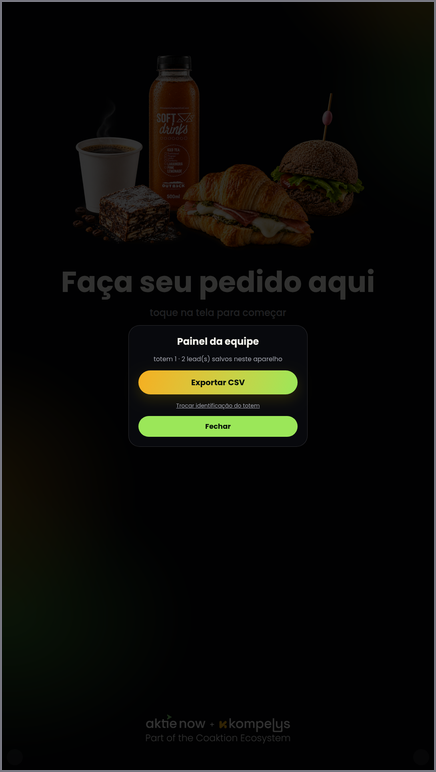 SOFT
drinks
Faça seu pedido aqui
toque na tela para começar
Painel da equipe
totem 1 · 2 lead(s) salvos neste aparelho
Exportar CSV
Trocar identificação do totem
Fechar
aktie now · kompelys
Part of the Coaktion Ecosystem